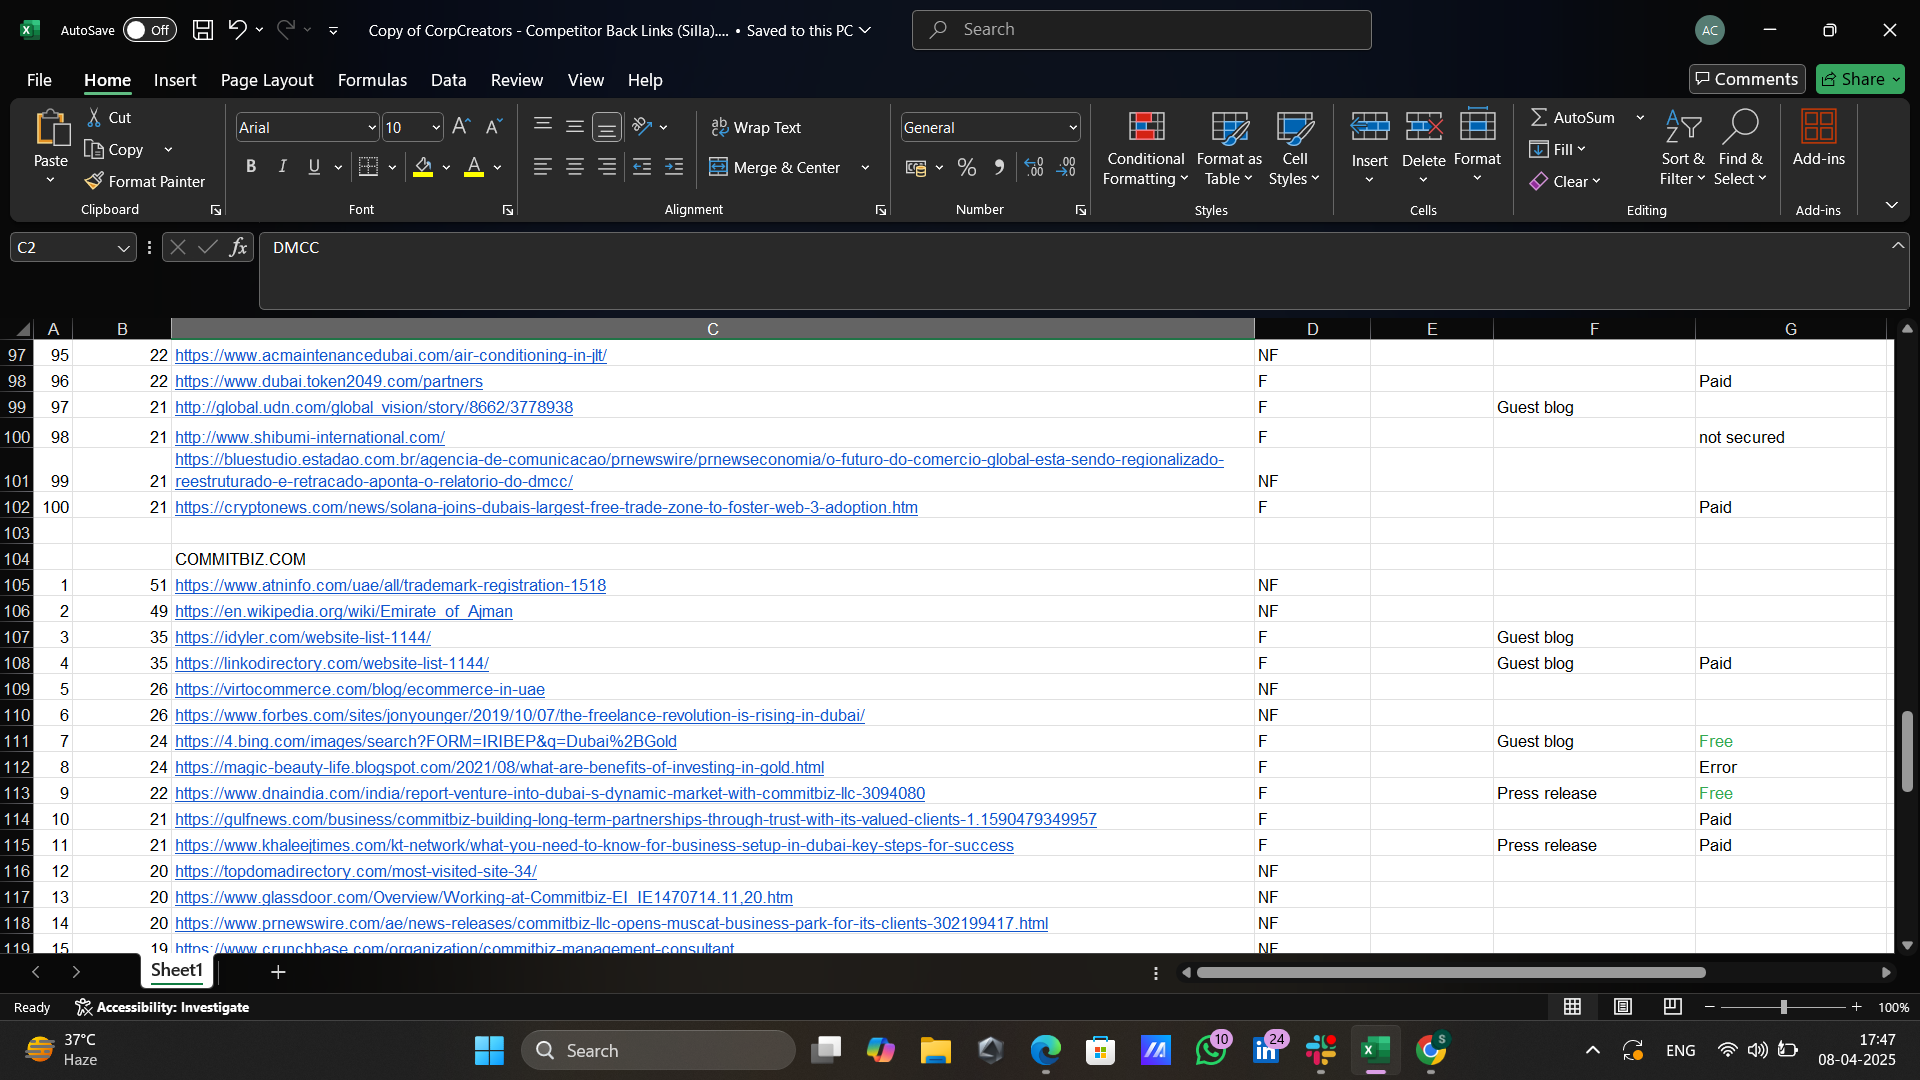 AutoSave Off Copy of CorpCreators - Competitor Back Links (Silla).... • Saved to this PC Search AC
File Home Insert Page Layout Formulas Data Review View Help Comments Share
Paste Cut Copy Format Painter Clipboard
Arial 10 B I U A Font
Wrap Text Merge & Center Alignment
General % Number
Conditional Formatting Format as Table Cell Styles Styles
Insert Delete Format Cells
AutoSum Fill Clear Sort & Filter Find & Select Editing
Add-ins Add-ins
C2 fx DMCC
A B C D E F G
97 95 22 https://www.acmaintenancedubai.com/air-conditioning-in-jlt/ NF
98 96 22 https://www.dubai.token2049.com/partners F Paid
99 97 21 http://global.udn.com/global_vision/story/8662/3778938 F Guest blog
100 98 21 http://www.shibumi-international.com/ F not secured
https://bluestudio.estadao.com.br/agencia-de-comunicacao/prnewswire/prnewseconomia/o-futuro-do-comercio-global-esta-sendo-regionalizado-
101 99 21 reestruturado-e-retracado-aponta-o-relatorio-do-dmcc/ NF
102 100 21 https://cryptonews.com/news/solana-joins-dubais-largest-free-trade-zone-to-foster-web-3-adoption.htm F Paid
103
104 COMMITBIZ.COM
105 1 51 https://www.atninfo.com/uae/all/trademark-registration-1518 NF
106 2 49 https://en.wikipedia.org/wiki/Emirate_of_Ajman NF
107 3 35 https://idyler.com/website-list-1144/ F Guest blog
108 4 35 https://linkodirectory.com/website-list-1144/ F Guest blog Paid
109 5 26 https://virtocommerce.com/blog/ecommerce-in-uae NF
110 6 26 https://www.forbes.com/sites/jonyounger/2019/10/07/the-freelance-revolution-is-rising-in-dubai/ NF
111 7 24 https://4.bing.com/images/search?FORM=IRIBEP&q=Dubai%2BGold F Guest blog Free
112 8 24 https://magic-beauty-life.blogspot.com/2021/08/what-are-benefits-of-investing-in-gold.html F Error
113 9 22 https://www.dnaindia.com/india/report-venture-into-dubai-s-dynamic-market-with-commitbiz-llc-3094080 F Press release Free
114 10 21 https://gulfnews.com/business/commitbiz-building-long-term-partnerships-through-trust-with-its-valued-clients-1.1590479349957 F Paid
115 11 21 https://www.khaleejtimes.com/kt-network/what-you-need-to-know-for-business-setup-in-dubai-key-steps-for-success F Press release Paid
116 12 20 https://topdomadirectory.com/most-visited-site-34/ NF
117 13 20 https://www.glassdoor.com/Overview/Working-at-Commitbiz-EI_IE1470714.11,20.htm NF
118 14 20 https://www.prnewswire.com/ae/news-releases/commitbiz-llc-opens-muscat-business-park-for-its-clients-302199417.html NF
119 15 19 https://www.crunchbase.com/organization/commitbiz-management-consultant NF
Sheet1
Ready Accessibility: Investigate 100%
37°C Haze Search 10 24 S ENG 17:47
08-04-2025